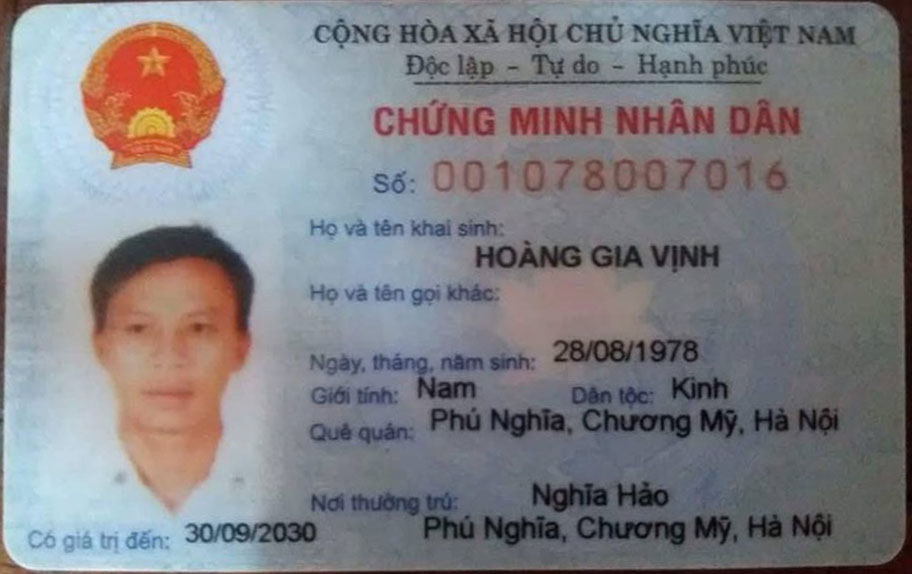 CỘNG HÒA XÃ HỘI CHỦ NGHĨA VIỆT NAM
Độc lập - Tự do - Hạnh phúc
CHỨNG MINH NHÂN DÂN
Số: 001078007016
Họ và tên khai sinh:
HOÀNG GIA VỊNH
Họ và tên gọi khác:
Ngày, tháng, năm sinh: 28/08/1978
Giới tính: Nam Dân tộc: Kinh
Quê quán: Phú Nghĩa, Chương Mỹ, Hà Nội
Nơi thường trú: Nghĩa Hảo
Phú Nghĩa, Chương Mỹ, Hà Nội
Có giá trị đến: 30/09/2030